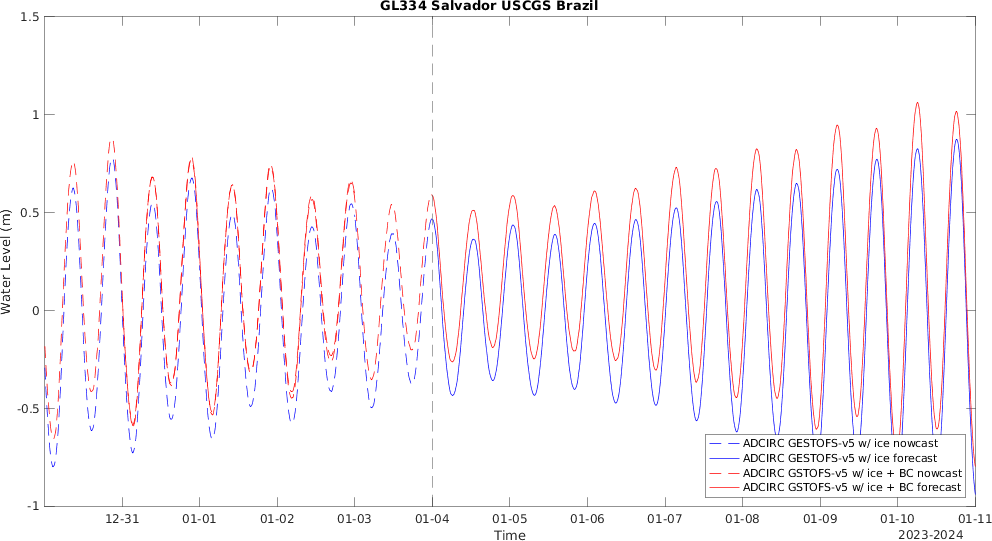 GL334 Salvador USCGS Brazil
1.5
1
0.5
0
-0.5
-1
Water Level (m)
12-31
01-01
01-02
01-03
01-04
01-05
01-06
01-07
01-08
01-09
01-10
01-11
Time
2023-2024
ADCIRC GESTOFS-v5 w/ ice nowcast
ADCIRC GESTOFS-v5 w/ ice forecast
ADCIRC GSTOFS-v5 w/ ice + BC nowcast
ADCIRC GSTOFS-v5 w/ ice + BC forecast